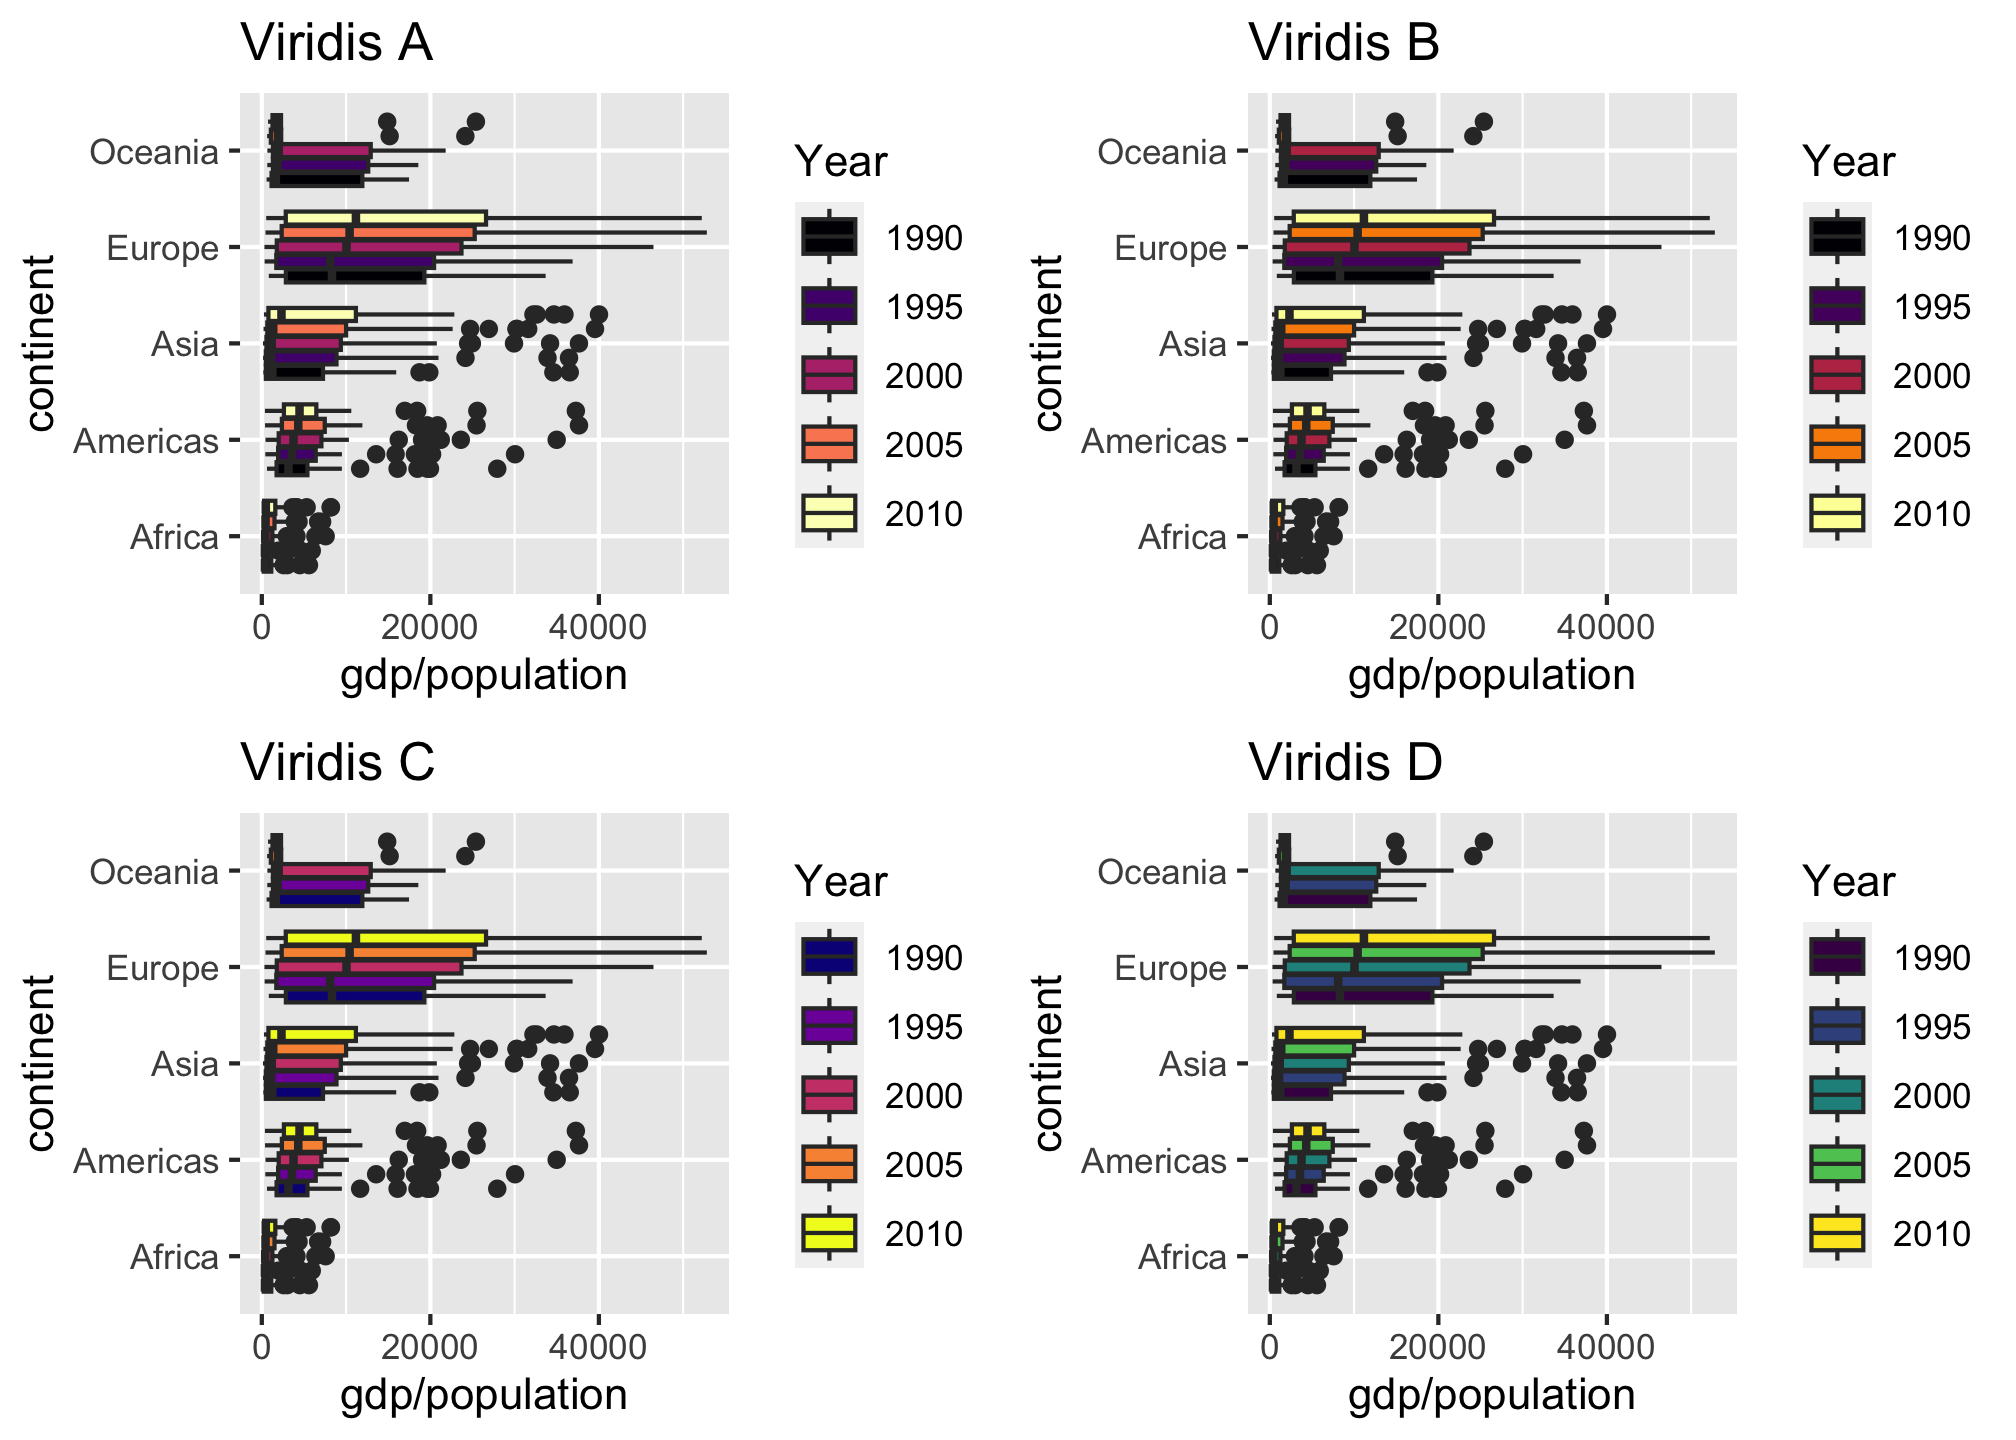 Viridis A
continent
Oceania
Europe
Asia
Americas
Africa
0 20000 40000
gdp/population
Year
1990
1995
2000
2005
2010
Viridis B
continent
Oceania
Europe
Asia
Americas
Africa
0 20000 40000
gdp/population
Year
1990
1995
2000
2005
2010
Viridis C
continent
Oceania
Europe
Asia
Americas
Africa
0 20000 40000
gdp/population
Year
1990
1995
2000
2005
2010
Viridis D
continent
Oceania
Europe
Asia
Americas
Africa
0 20000 40000
gdp/population
Year
1990
1995
2000
2005
2010